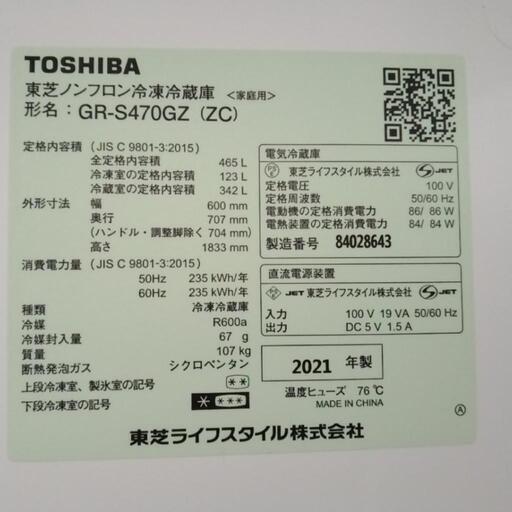 TOSHIBA
東芝ノンフロン冷凍冷蔵庫 <家庭用>
形名：GR-S470GZ (ZC)
定格内容積 (JIS C 9801-3:2015)
全定格内容積 465 L
冷凍室の定格内容積 123 L
冷蔵室の定格内容積 342 L
外形寸法 幅 600 mm
奥行 707 mm
(ハンドル・調整脚除く 704 mm)
高さ 1833 mm
消費電力量 (JIS C 9801-3:2015)
50Hz 235 kWh/年
60Hz 235 kWh/年
種類 冷凍冷蔵庫
冷媒 R600a
冷媒封入量 67 g
質量 107 kg
断熱発泡ガス シクロペンタン
上段冷凍室、製氷室の記号 **
下段冷凍室の記号 * ***
電気冷蔵庫
PS E 東芝ライフスタイル株式会社 S JET
定格電圧 100 V
定格周波数 50/60 Hz
電動機の定格消費電力 86/ 86 W
電熱装置の定格消費電力 84/ 84 W
製造番号 84028643
直流電源装置
PS E JET 東芝ライフスタイル株式会社 S JET
入力 100 V 19 VA 50/60 Hz
出力 DC 5 V 1.5 A
2021 年製
温度ヒューズ 76 ℃
MADE IN CHINA
A
東芝ライフスタイル株式会社